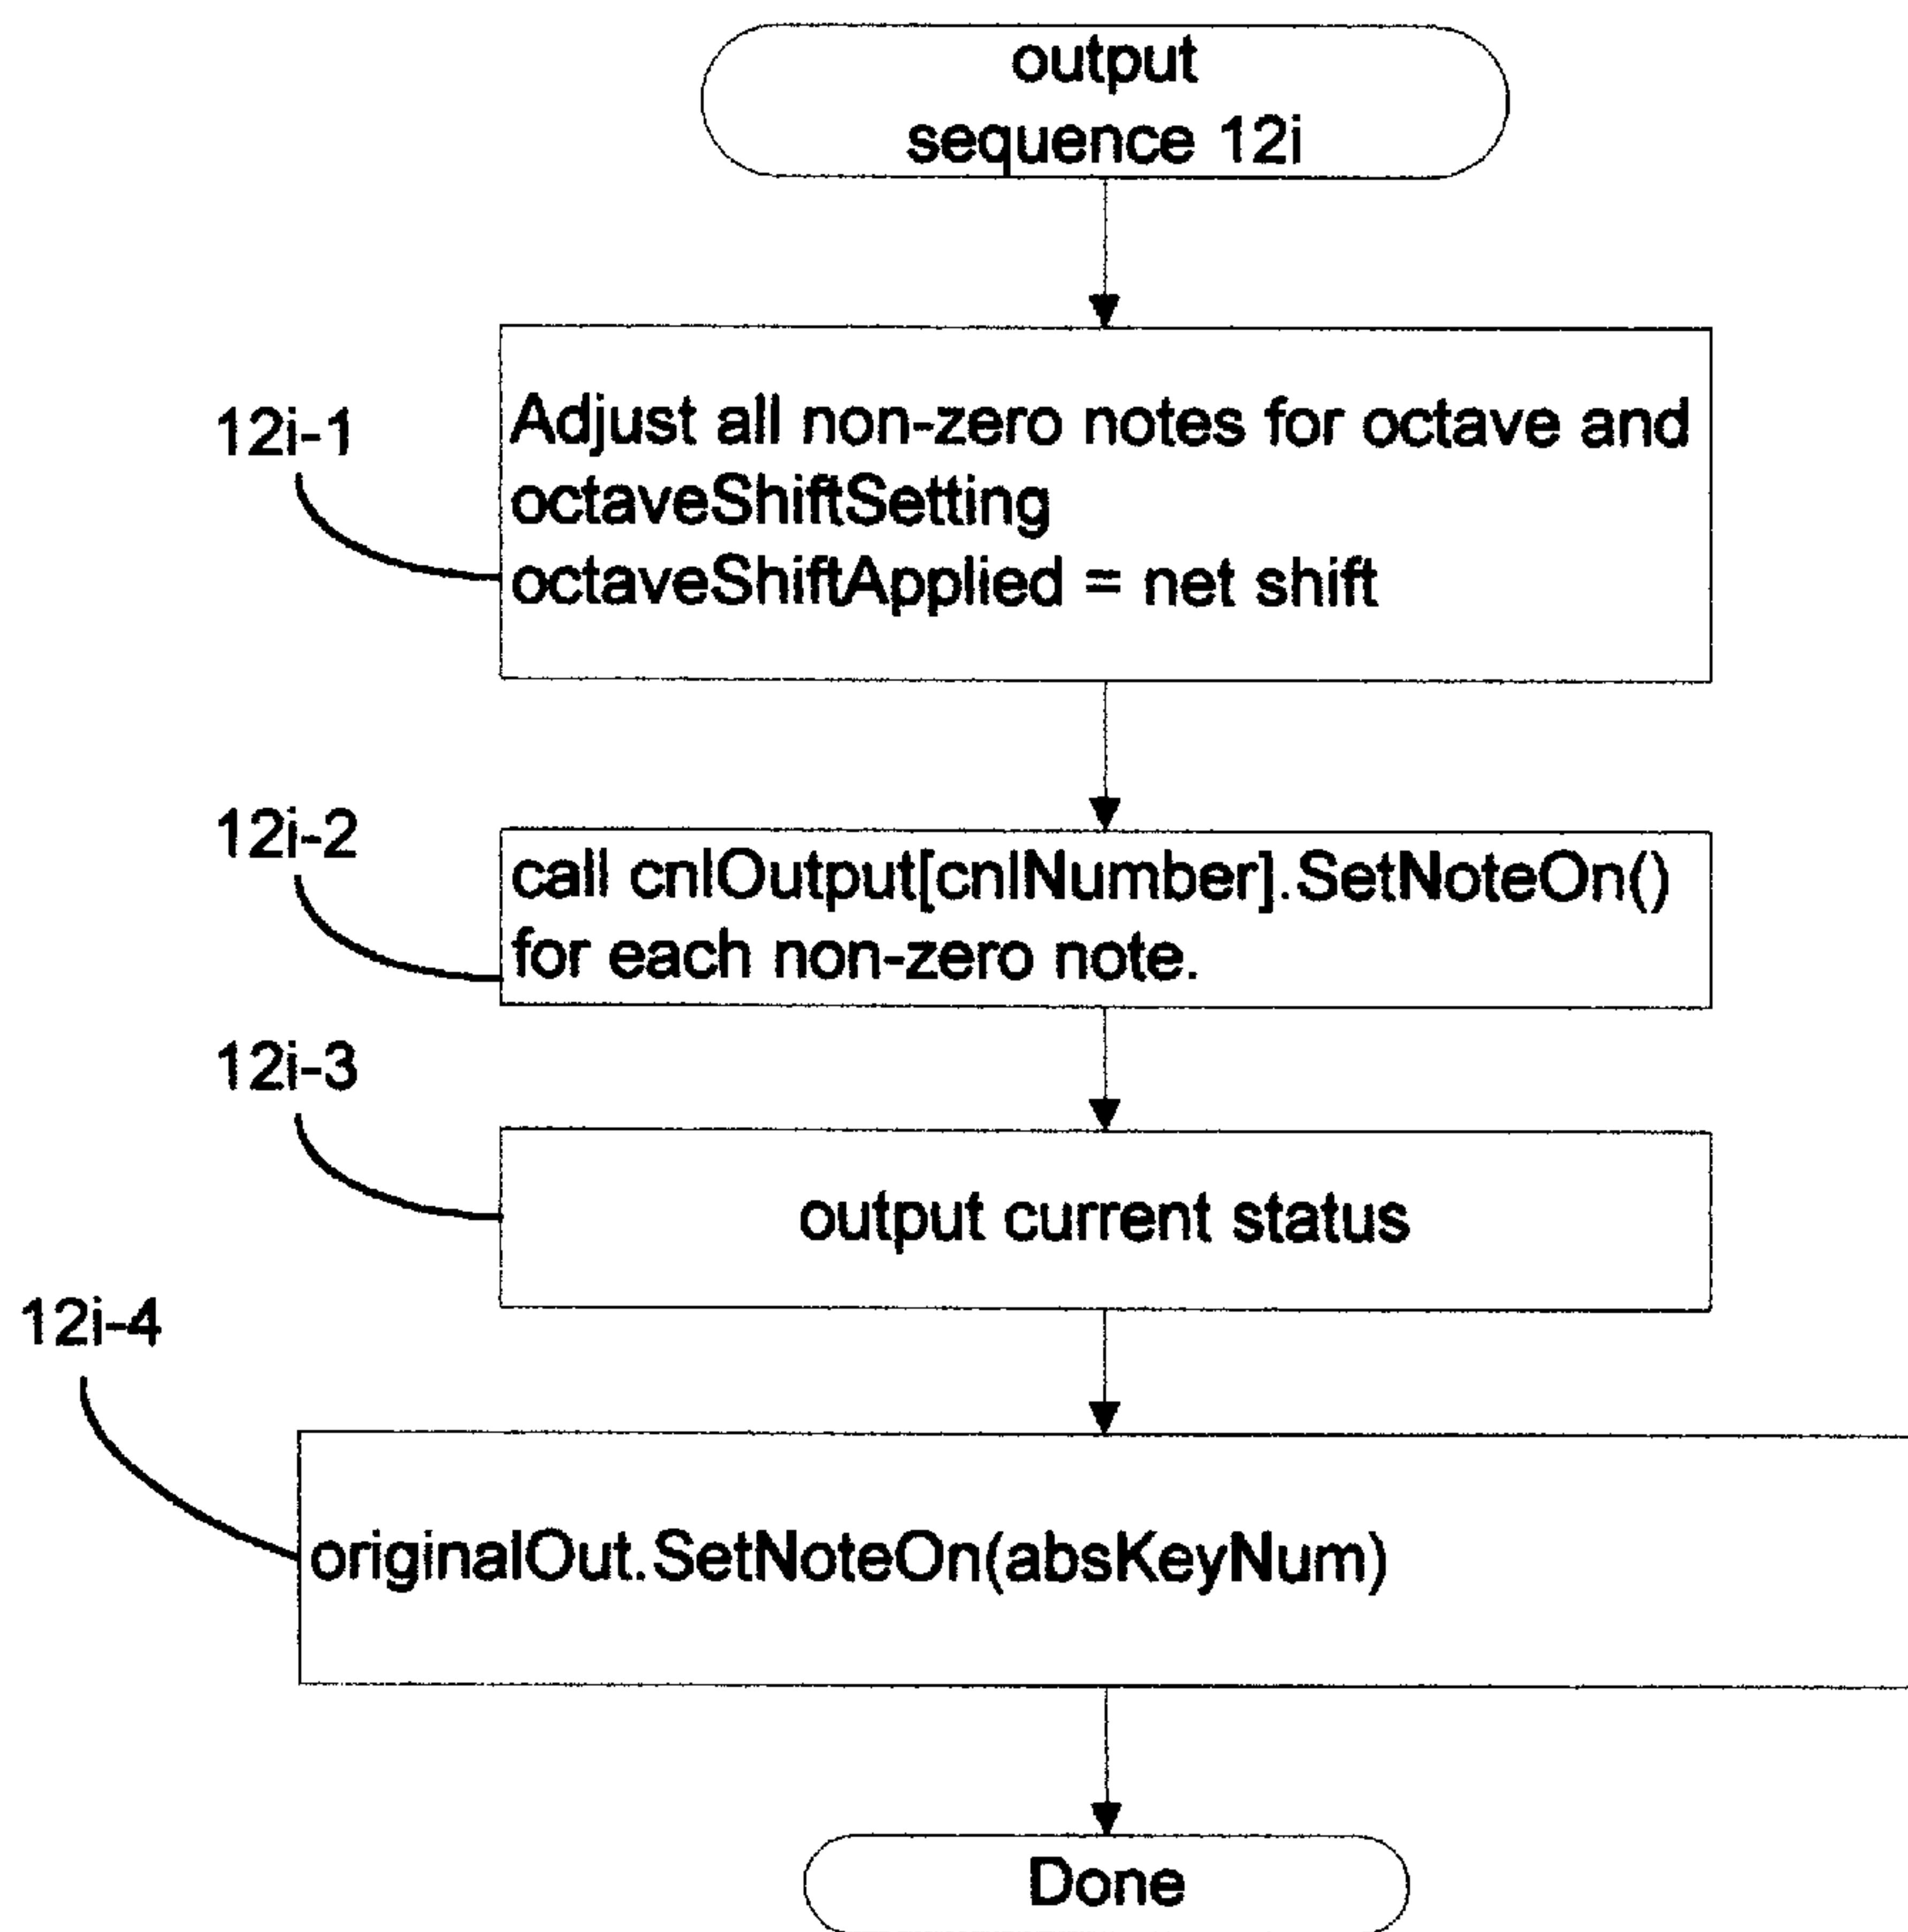 output
sequence 12i
12i-1
Adjust all non-zero notes for octave and
octaveShiftSetting
octaveShiftApplied = net shift
12i-2
call cnlOutput[cnlNumber].SetNoteOn()
for each non-zero note.
12i-3
output current status
12i-4
originalOut.SetNoteOn(absKeyNum)
Done